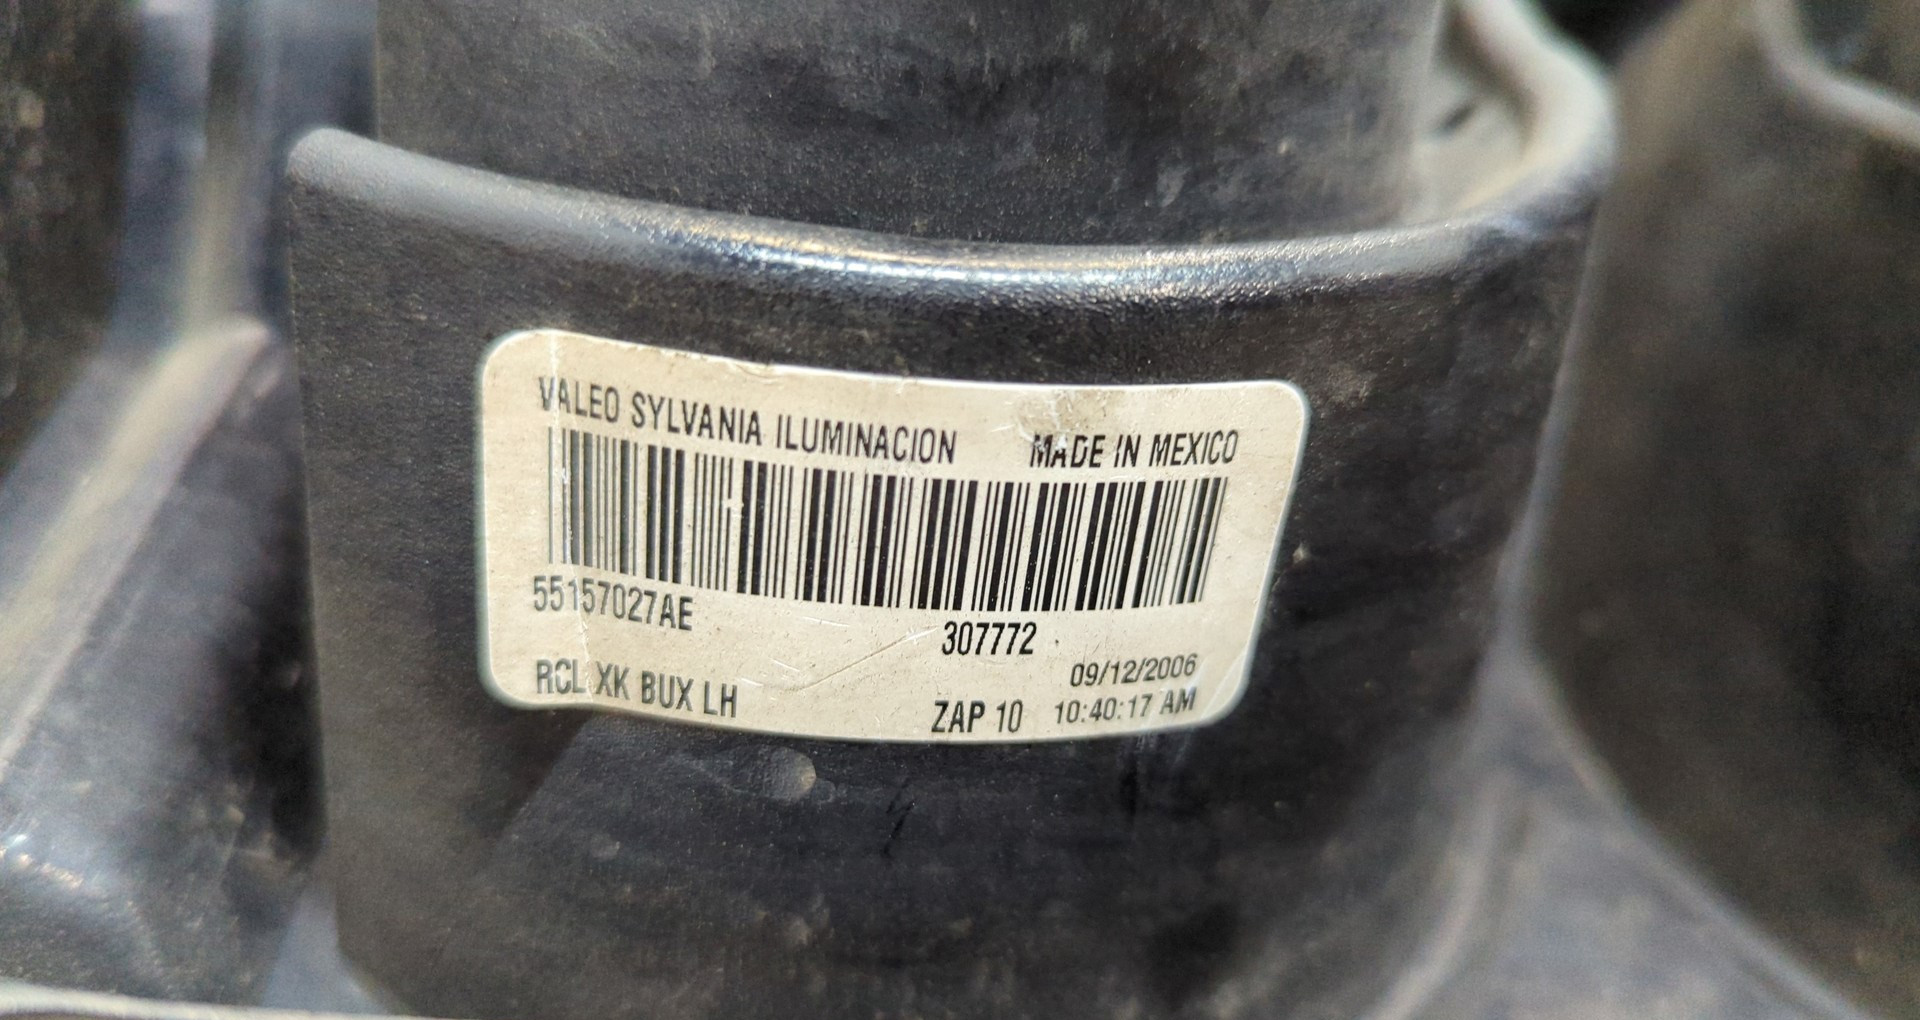 VALEO SYLVANIA ILUMINACION MADE IN MEXICO
55157027AE
307772
RCL XK BUX LH
ZAP 10
09/12/2006
10:40:17 AM